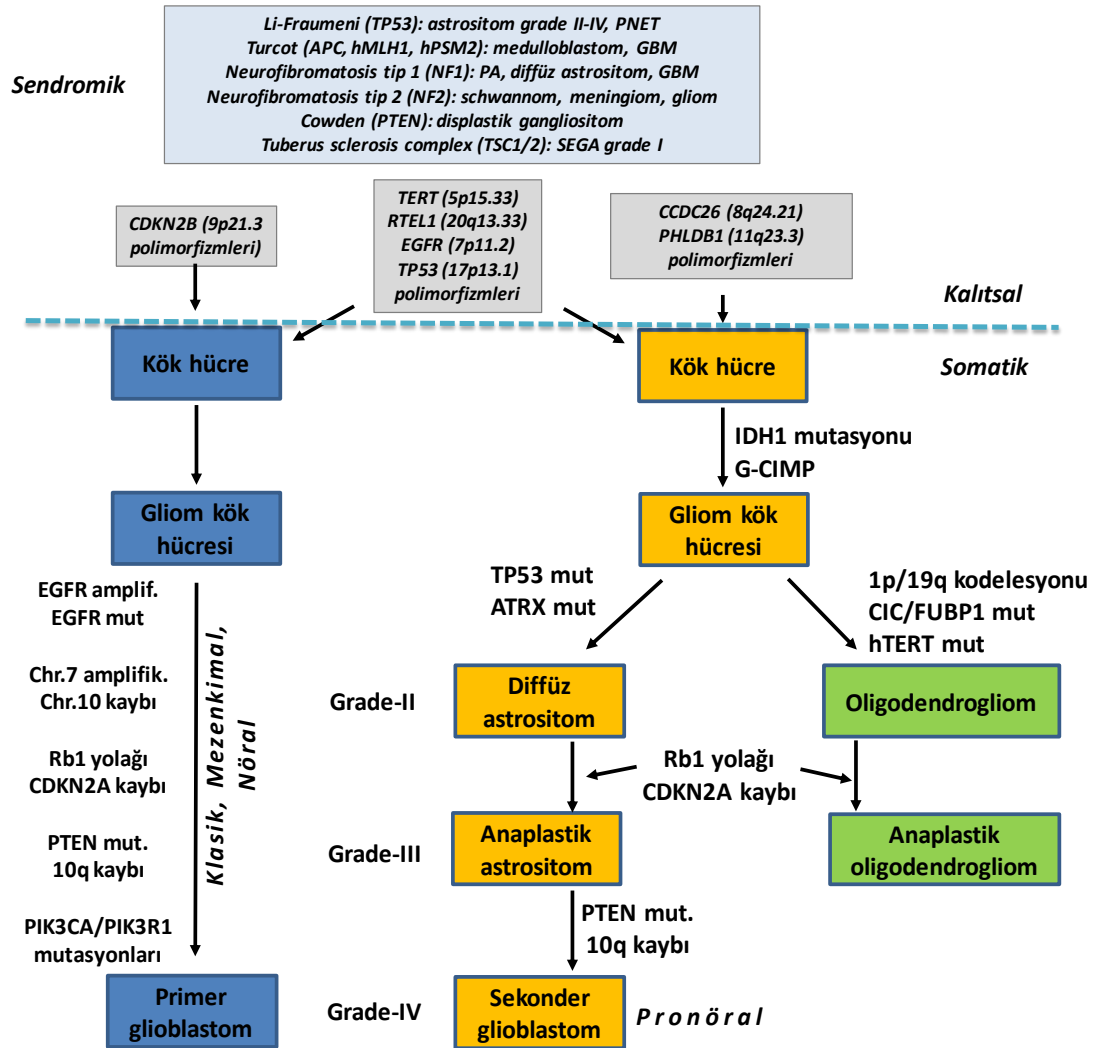 Sendromik
Li-Fraumeni (TP53): astrositom grade II-IV, PNET
Turcot (APC, hMLH1, hPSM2): medulloblastom, GBM
Neurofibromatosis tip 1 (NF1): PA, diffüz astrositom, GBM
Neurofibromatosis tip 2 (NF2): schwannom, meningiom, gliom
Cowden (PTEN): displastik gangliositom
Tuberus sclerosis complex (TSC1/2): SEGA grade I
CDKN2B (9p21.3
polimorfizmleri)
TERT (5p15.33)
RTEL1 (20q13.33)
EGFR (7p11.2)
TP53 (17p13.1)
polimorfizmleri
CCDC26 (8q24.21)
PHLDB1 (11q23.3)
polimorfizmleri
Kalıtsal
Somatik
Kök hücre
Kök hücre
IDH1 mutasyonu
G-CIMP
Gliom kök
hücresi
Gliom kök
hücresi
EGFR amplif.
EGFR mut
Chr.7 amplifik.
Chr.10 kaybı
Rb1 yolağı
CDKN2A kaybı
PTEN mut.
10q kaybı
PIK3CA/PIK3R1
mutasyonları
Klasik, Mezenkimal,
Nöral
Primer
glioblastom
TP53 mut
ATRX mut
1p/19q kodelesyonu
CIC/FUBP1 mut
hTERT mut
Grade-II
Diffüz
astrositom
Oligodendrogliom
Rb1 yolağı
CDKN2A kaybı
Grade-III
Anaplastik
astrositom
Anaplastik
oligodendrogliom
PTEN mut.
10q kaybı
Grade-IV
Sekonder
glioblastom
Pronöral